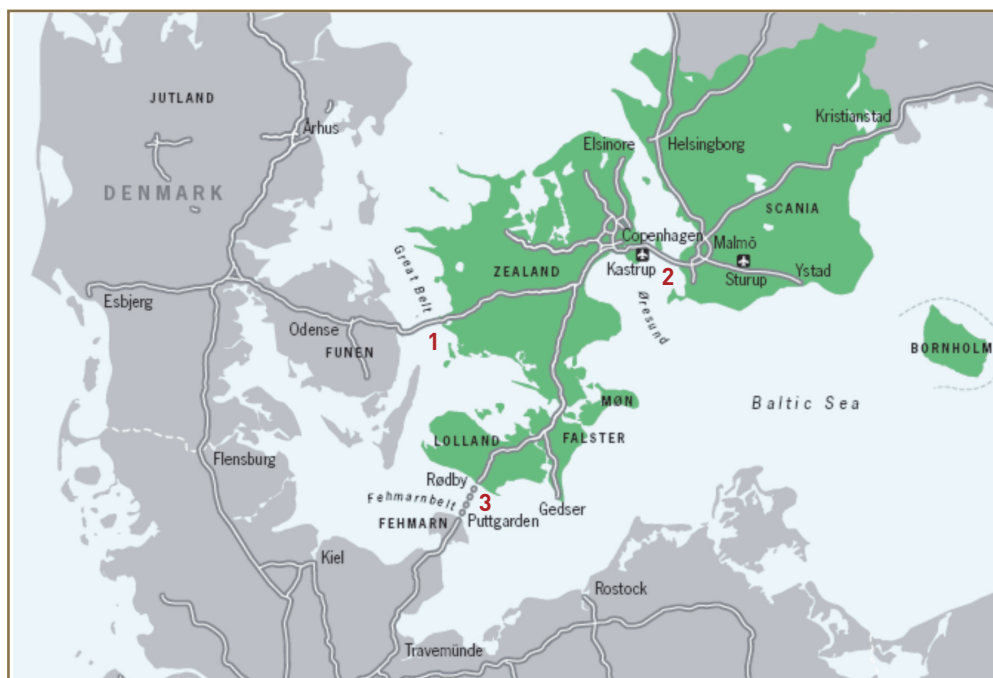 JUTLAND
Århus
DENMARK
Elsinore
Helsingborg
Kristianstad
SCANIA
Copenhagen
Malmö
Great Belt
ZEALAND
Kastrup
2
Sturup
Ystad
Esbjerg
Odense
FUNEN
1
Øresund
BORNHOLM
MØN
Baltic Sea
LOLLAND
FALSTER
Flensburg
Rødby
Fehmarnbelt
3
Gedser
FEHMARN
Puttgarden
Kiel
Rostock
Travemünde